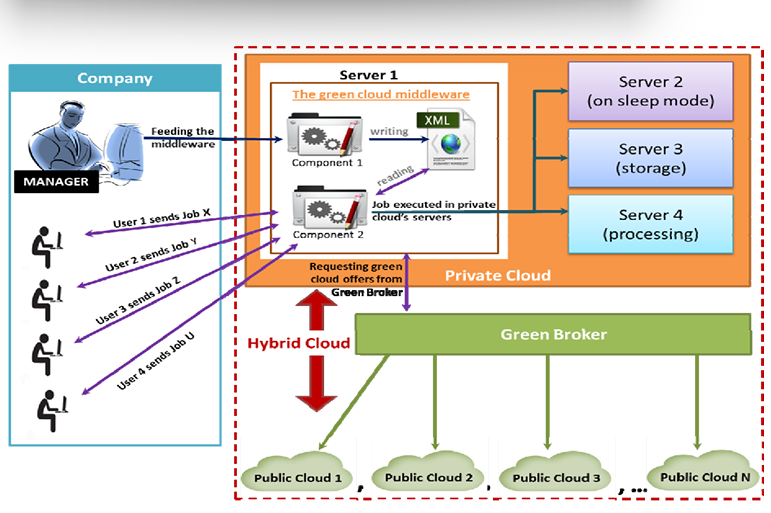 Company
MANAGER
Feeding the
middleware
User 1 sends Job X
User 2 sends Job Y
User 3 sends Job Z
User 4 sends Job U
Server 1
The green cloud middleware
Component 1
writing
XML
reading
Component 2
Job executed in private
cloud's servers
Server 2
(on sleep mode)
Server 3
(storage)
Server 4
(processing)
Private Cloud
Requesting green
cloud offers from
Green Broker
Hybrid Cloud
Green Broker
Public Cloud 1
,
Public Cloud 2
,
Public Cloud 3
, ...
Public Cloud N